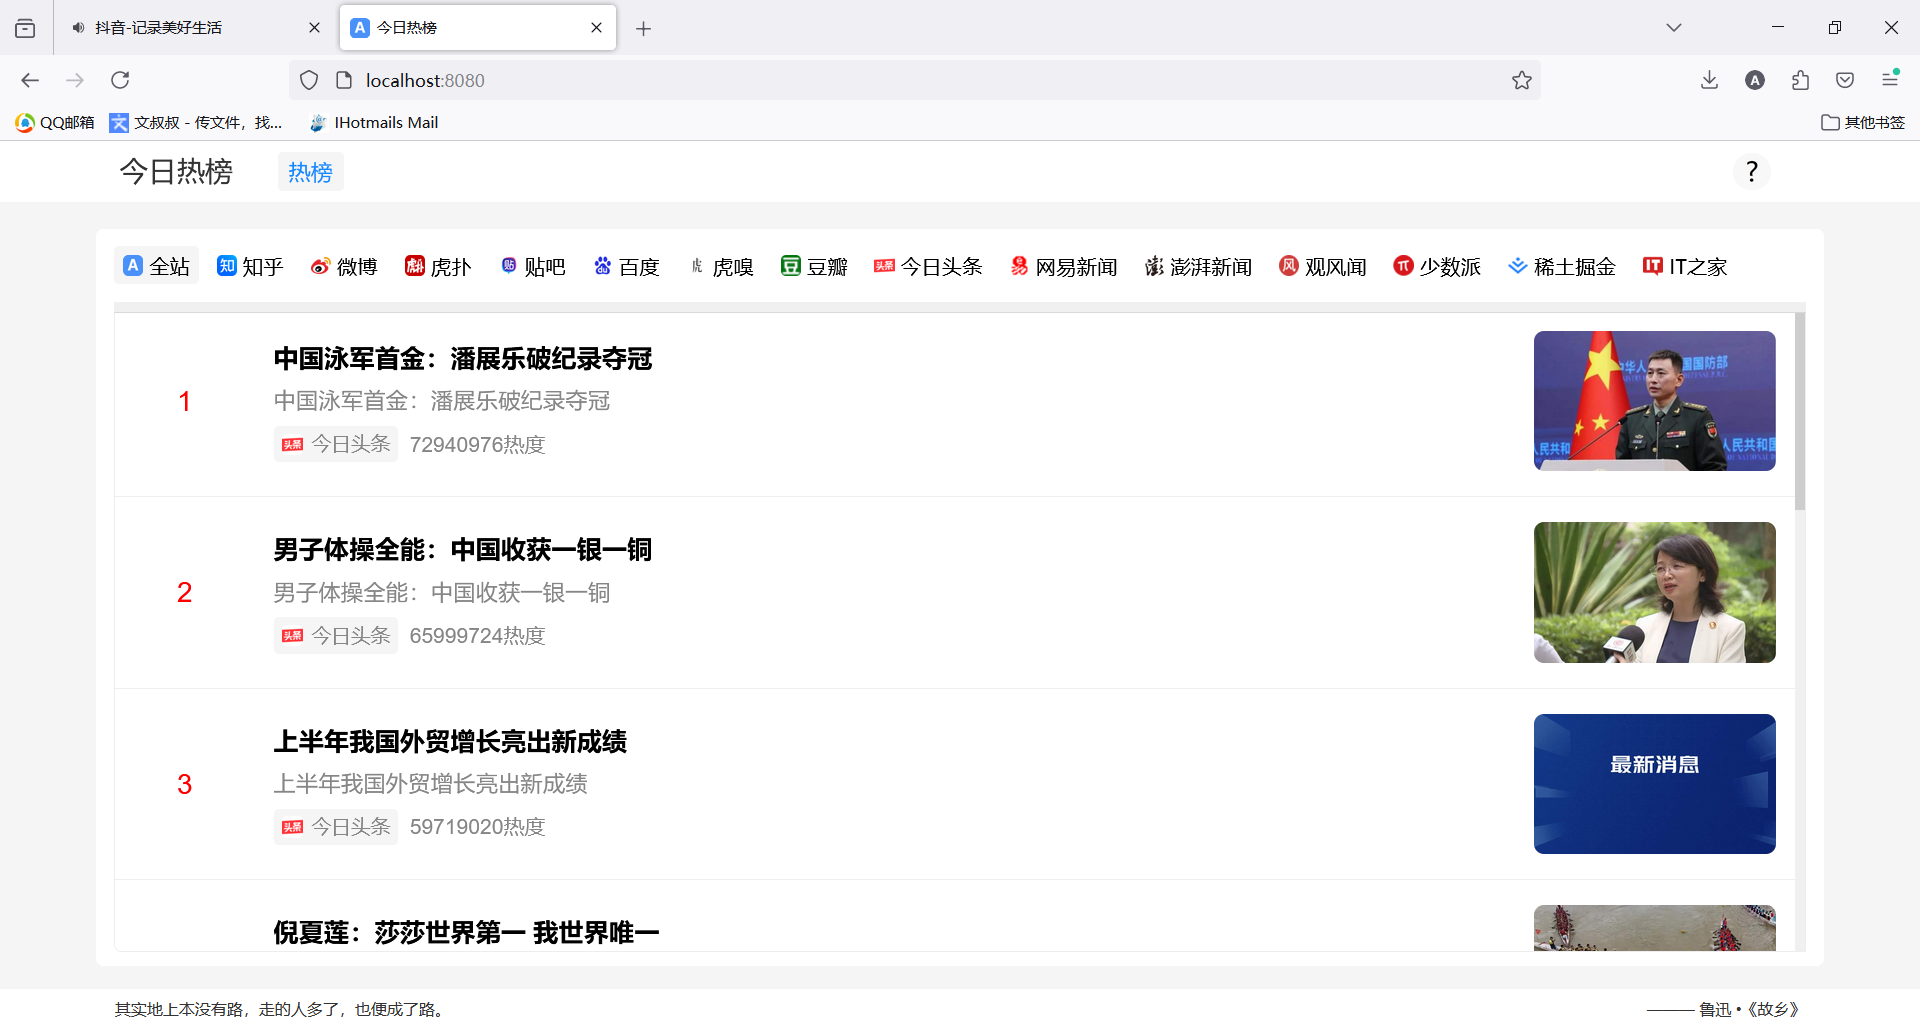 抖音-记录美好生活
今日热榜
localhost:8080
QQ邮箱 文叔叔 - 传文件，找... IHotmails Mail 其他书签
今日热榜 热榜 ?
全站 知乎 微博 虎扑 贴吧 百度 虎嗅 豆瓣 今日头条 网易新闻 澎湃新闻 观风闻 少数派 稀土掘金 IT之家
1
中国泳军首金：潘展乐破纪录夺冠
中国泳军首金：潘展乐破纪录夺冠
头条 今日头条 72940976热度
2
男子体操全能：中国收获一银一铜
男子体操全能：中国收获一银一铜
头条 今日头条 65999724热度
3
上半年我国外贸增长亮出新成绩
上半年我国外贸增长亮出新成绩
头条 今日头条 59719020热度
最新消息
倪夏莲：莎莎世界第一 我世界唯一
其实地上本没有路，走的人多了，也便成了路。
——— 鲁迅 •《故乡》